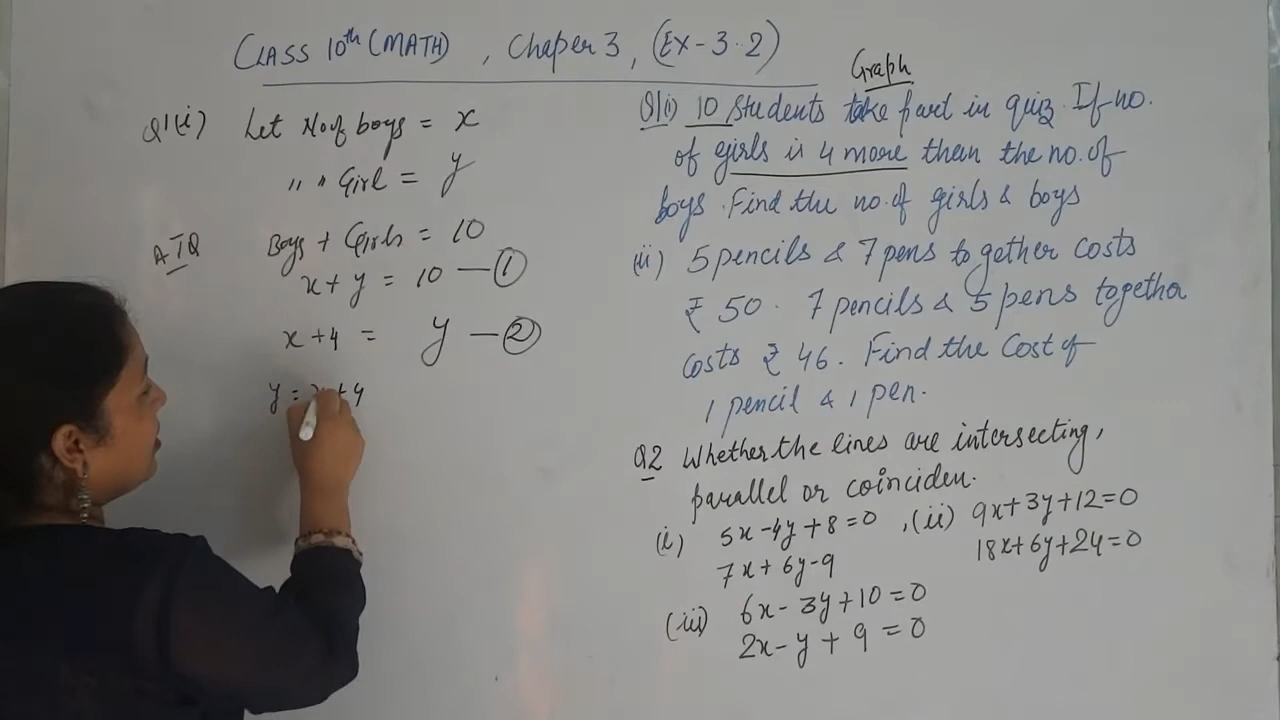 CLASS 10th (MATH) , Chaper 3 , (EX-3.2)
Q1(i) Let No of boys = x
" " Girl = y
ATQ Boys + Girls = 10
x + y = 10 — ①
x + 4 = y — ②
y = x + 4
Graph
Q1(i) 10 students take part in quiz. If no.
of girls is 4 more than the no. of
boys. Find the no. of girls & boys
(ii) 5 pencils & 7 pens to gether costs
₹ 50. 7 pencils & 5 pens together
costs ₹ 46. Find the cost of
1 pencil & 1 pen.
Q2 Whether the lines are intersecting,
parallel or coinciden.
(i) 5x-4y+8=0 , (ii) 9x+3y+12=0
7x+6y-9 18x+6y+24=0
(iii) 6x-3y+10=0
2x-y+9=0